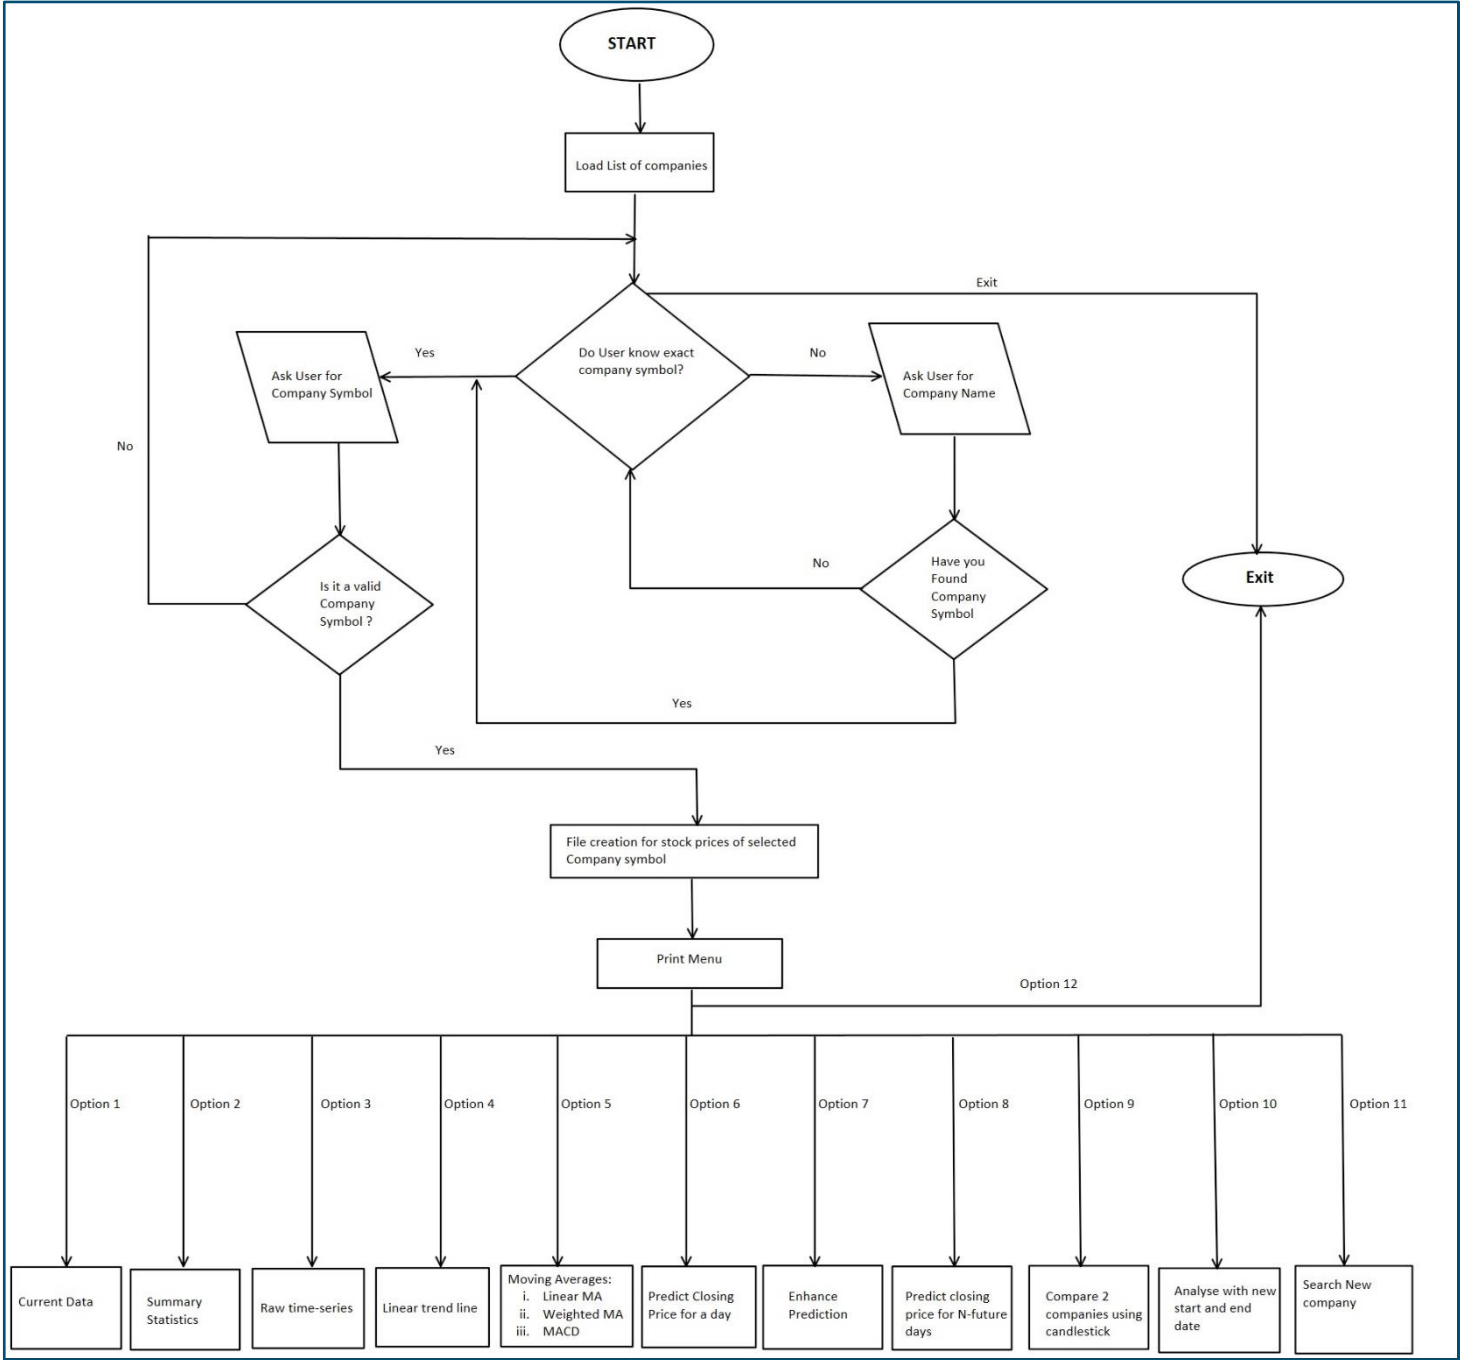 START
Load List of companies
Exit
Do User know exact
company symbol?
Yes
No
Ask User for
Company Symbol
Ask User for
Company Name
No
Is it a valid
Company
Symbol ?
No
Have you
Found
Company
Symbol
Exit
Yes
Yes
File creation for stock prices of selected
Company symbol
Print Menu
Option 12
Option 1
Option 2
Option 3
Option 4
Option 5
Option 6
Option 7
Option 8
Option 9
Option 10
Option 11
Current Data
Summary
Statistics
Raw time-series
Linear trend line
Moving Averages:
i. Linear MA
ii. Weighted MA
iii. MACD
Predict Closing
Price for a day
Enhance
Prediction
Predict closing
price for N-future
days
Compare 2
companies using
candlestick
Analyse with new
start and end
date
Search New
company